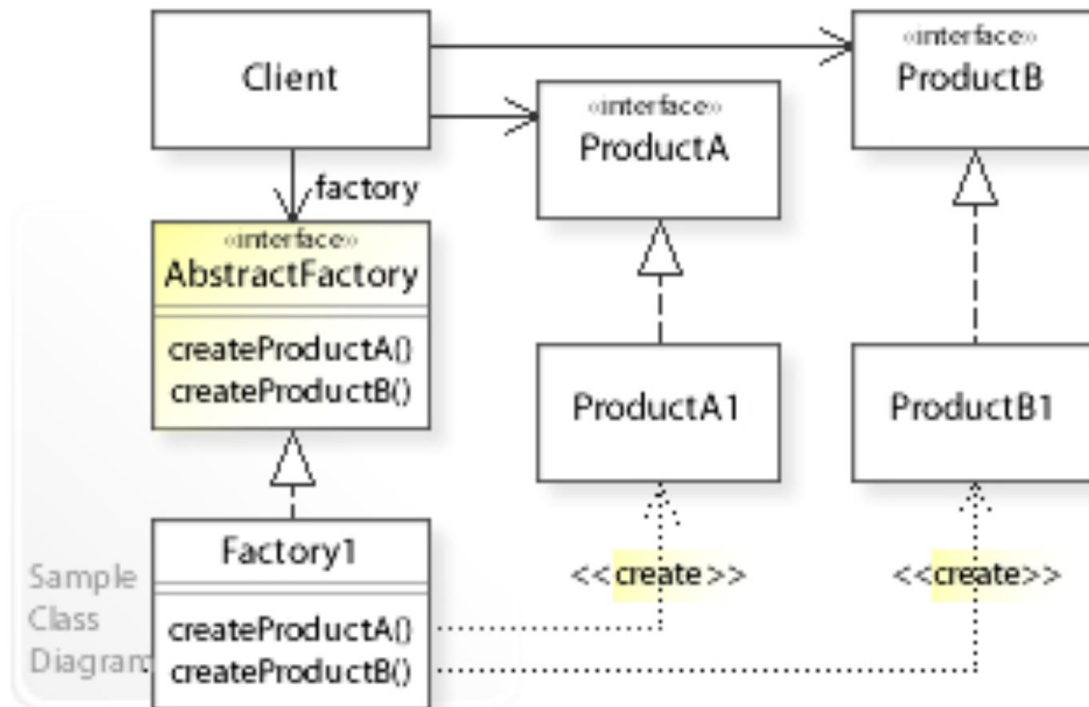 Client
factory
«interface»
AbstractFactory
createProductA()
createProductB()
Factory1
createProductA()
createProductB()
«interface»
ProductA
ProductA1
<<create>>
«interface»
ProductB
ProductB1
<<create>>
Sample
Class
Diagram